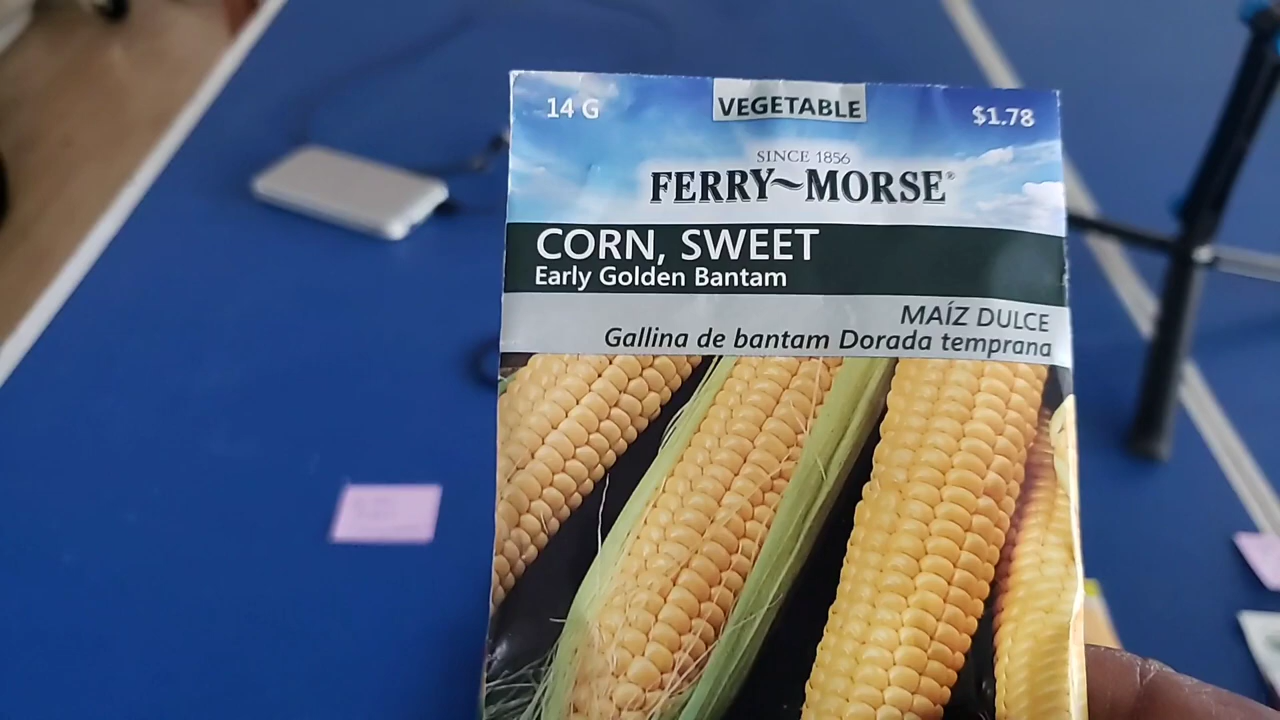 14 G
VEGETABLE
$1.78
SINCE 1856
FERRY~MORSE®
CORN, SWEET
Early Golden Bantam
MAÍZ DULCE
Gallina de bantam Dorada temprana